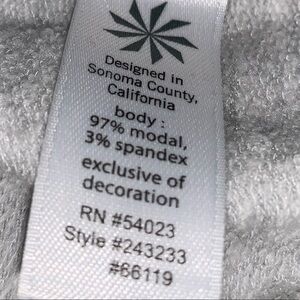 Designed in
Sonoma County,
California
body :
97% modal,
3% spandex
exclusive of
decoration
RN #54023
Style #243233
#66119